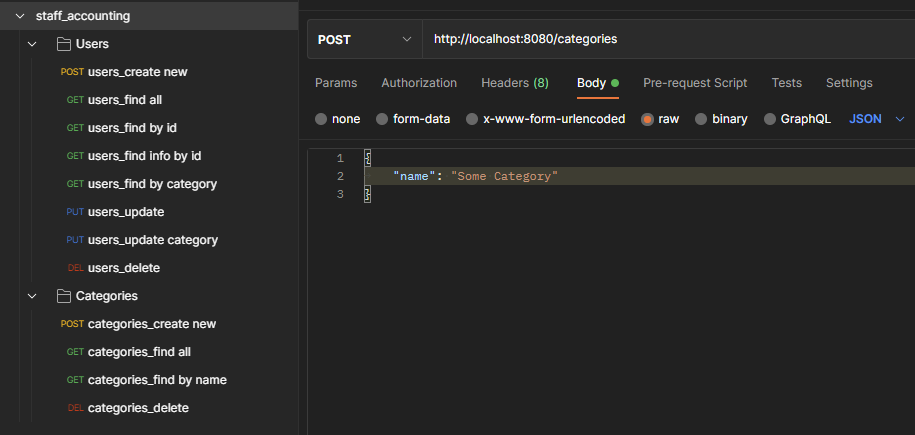 staff_accounting
Users
POST users_create new
GET users_find all
GET users_find by id
GET users_find info by id
GET users_find by category
PUT users_update
PUT users_update category
DEL users_delete
Categories
POST categories_create new
GET categories_find all
GET categories_find by name
DEL categories_delete
POST http://localhost:8080/categories
Params Authorization Headers (8) Body Pre-request Script Tests Settings
none form-data x-www-form-urlencoded raw binary GraphQL JSON
1 {
2 "name": "Some Category"
3 }